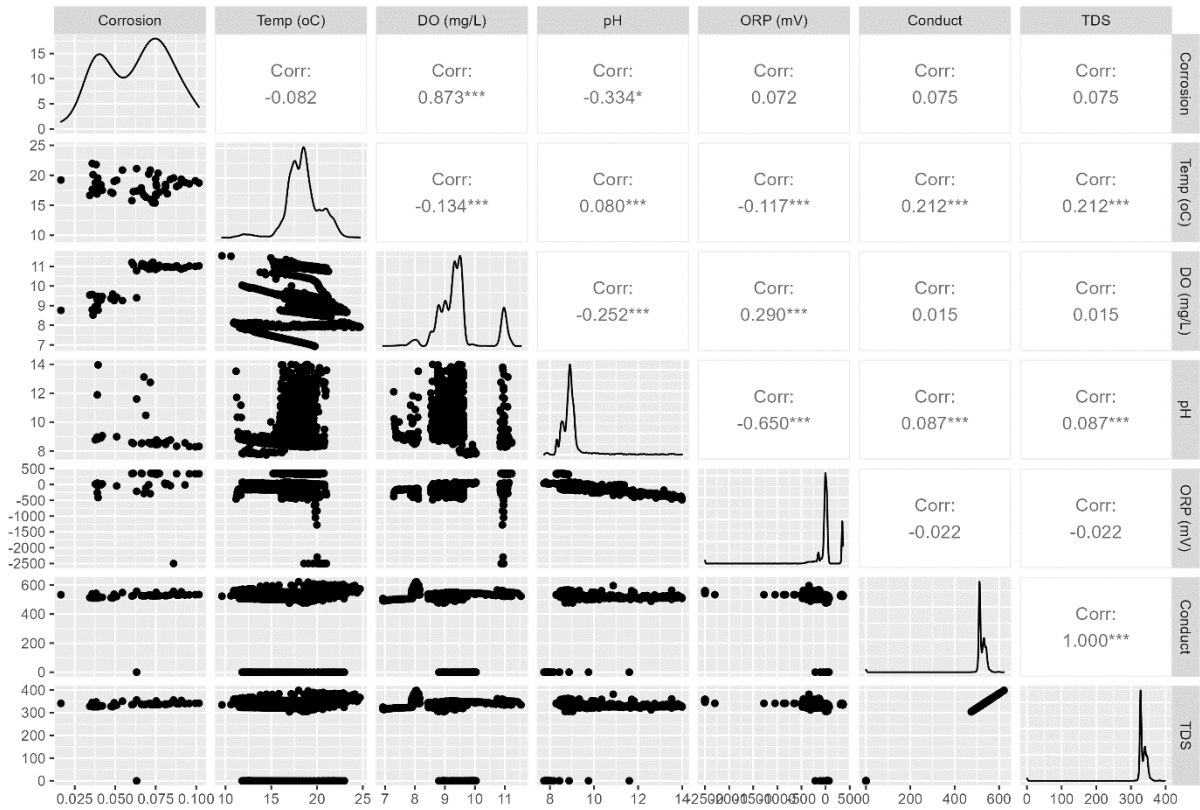 Corrosion Temp (oC) DO (mg/L) pH ORP (mV) Conduct TDS
15
10
5
0
Corr: Corr: Corr: Corr: Corr: Corr:
-0.082 0.873*** -0.334* 0.072 0.075 0.075
Corrosion
25
20
15
10
Corr: Corr: Corr: Corr: Corr:
-0.134*** 0.080*** -0.117*** 0.212*** 0.212***
Temp (oC)
11
10
9
8
7
Corr: Corr: Corr: Corr:
-0.252*** 0.290*** 0.015 0.015
DO (mg/L)
14
12
10
8
Corr: Corr: Corr:
-0.650*** 0.087*** 0.087***
pH
500
0
-500
-1000
-1500
-2000
-2500
Corr: Corr:
-0.022 -0.022
ORP (mV)
600
400
200
0
Corr:
1.000***
Conduct
400
300
200
100
0
TDS
0.025 0.050 0.075 0.100 10 15 20 25 7 8 9 10 11 8 10 12 14 -2500 -2000 -1500 -1000 -500 0 500 0 200 400 600 0 100 200 300 400